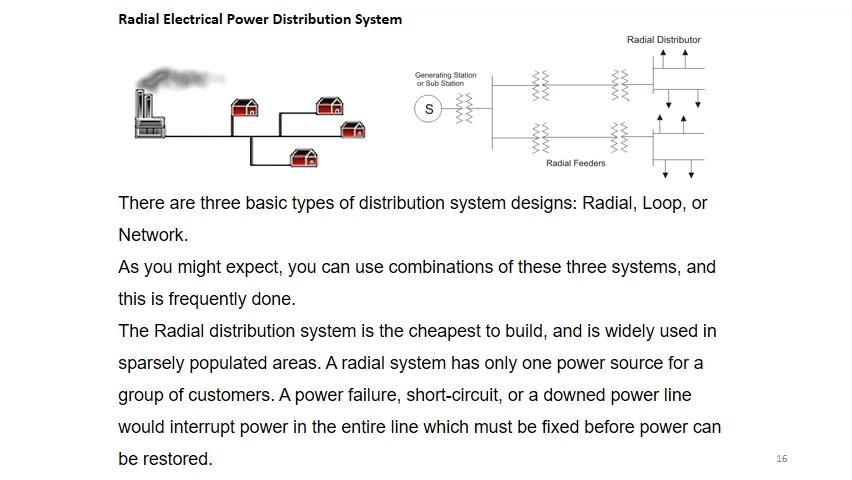 Radial Electrical Power Distribution System
Radial Distributor
Generating Station
or Sub Station
S
Radial Feeders
There are three basic types of distribution system designs: Radial, Loop, or
Network.
As you might expect, you can use combinations of these three systems, and
this is frequently done.
The Radial distribution system is the cheapest to build, and is widely used in
sparsely populated areas. A radial system has only one power source for a
group of customers. A power failure, short-circuit, or a downed power line
would interrupt power in the entire line which must be fixed before power can
be restored.
16